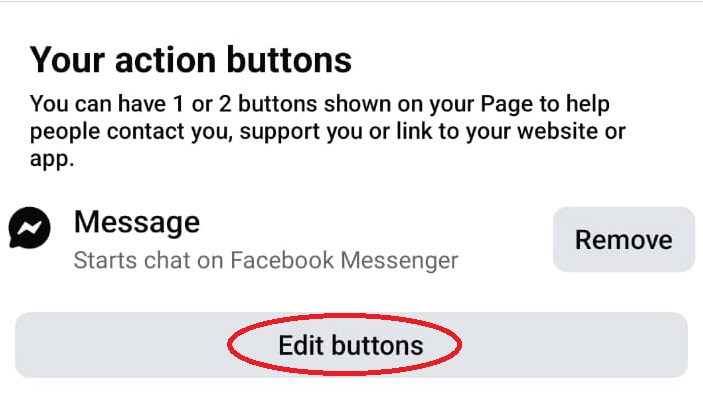 Your action buttons
You can have 1 or 2 buttons shown on your Page to help
people contact you, support you or link to your website or
app.
Message
Starts chat on Facebook Messenger
Remove
Edit buttons